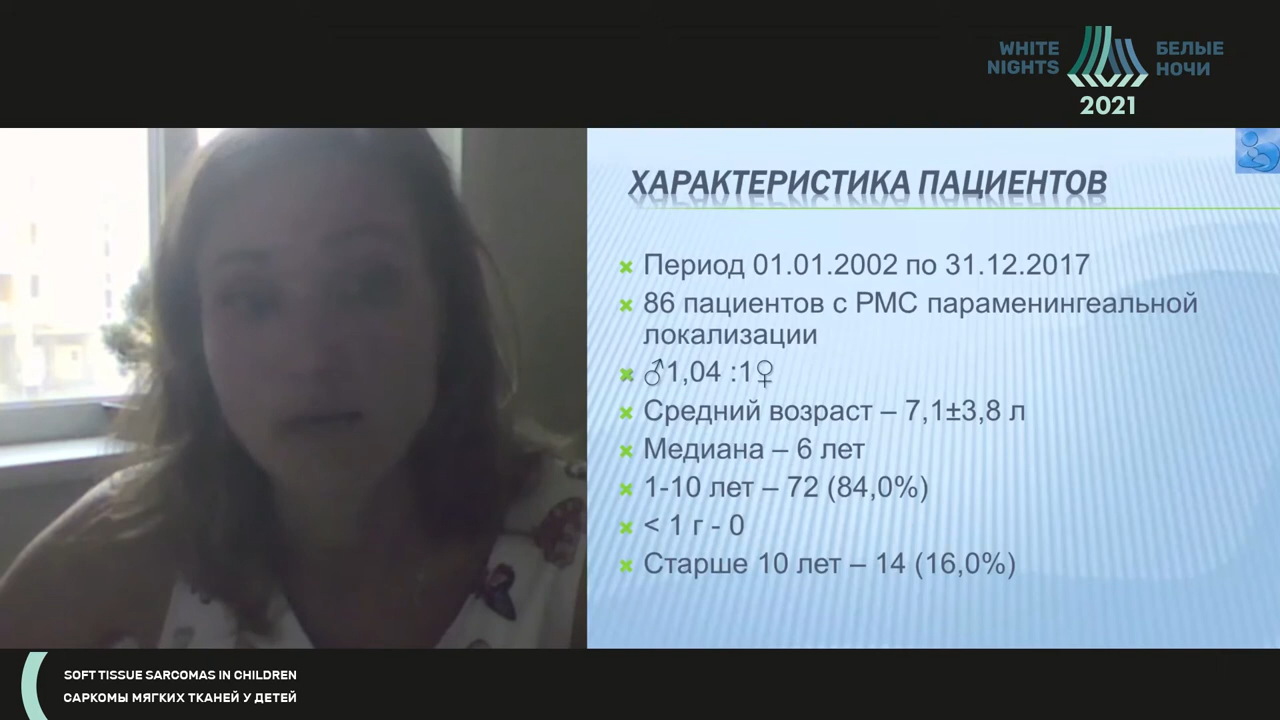 WHITE
NIGHTS
БЕЛЫЕ
НОЧИ
2021
ХАРАКТЕРИСТИКА ПАЦИЕНТОВ
Период 01.01.2002 по 31.12.2017
86 пациентов с РМС параменингеальной
локализации
♂1,04 :1♀
Средний возраст – 7,1±3,8 л
Медиана – 6 лет
1-10 лет – 72 (84,0%)
< 1 г - 0
Старше 10 лет – 14 (16,0%)
SOFT TISSUE SARCOMAS IN CHILDREN
САРКОМЫ МЯГКИХ ТКАНЕЙ У ДЕТЕЙ